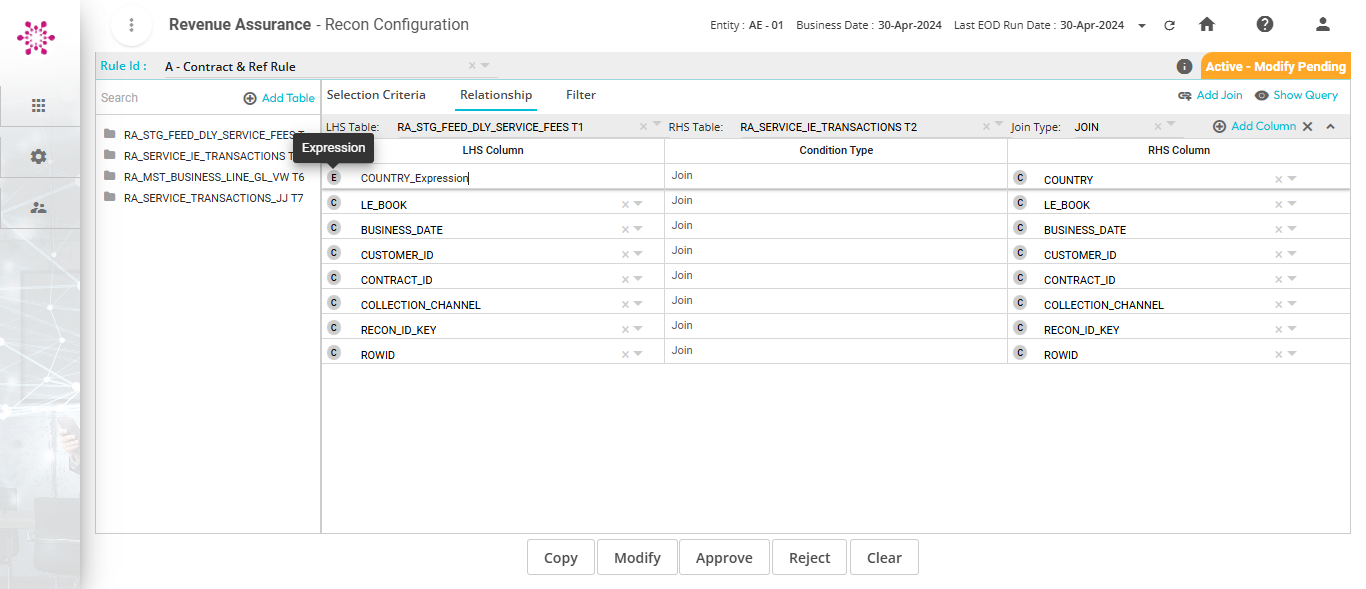 Revenue Assurance - Recon Configuration
Entity : AE - 01 Business Date : 30-Apr-2024 Last EOD Run Date : 30-Apr-2024
Rule Id : A - Contract & Ref Rule
Active - Modify Pending
Search Add Table
Selection Criteria Relationship Filter
Add Join Show Query
LHS Table: RA_STG_FEED_DLY_SERVICE_FEES T1 RHS Table: RA_SERVICE_IE_TRANSACTIONS T2 Join Type: JOIN Add Column
RA_STG_FEED_DLY_SERVICE_FEES T
RA_SERVICE_IE_TRANSACTIONS T
RA_MST_BUSINESS_LINE_GL_VW T6
RA_SERVICE_TRANSACTIONS_JJ T7
Expression
LHS Column Condition Type RHS Column
E COUNTRY_Expression Join C COUNTRY
C LE_BOOK Join C LE_BOOK
C BUSINESS_DATE Join C BUSINESS_DATE
C CUSTOMER_ID Join C CUSTOMER_ID
C CONTRACT_ID Join C CONTRACT_ID
C COLLECTION_CHANNEL Join C COLLECTION_CHANNEL
C RECON_ID_KEY Join C RECON_ID_KEY
C ROWID Join C ROWID
Copy Modify Approve Reject Clear